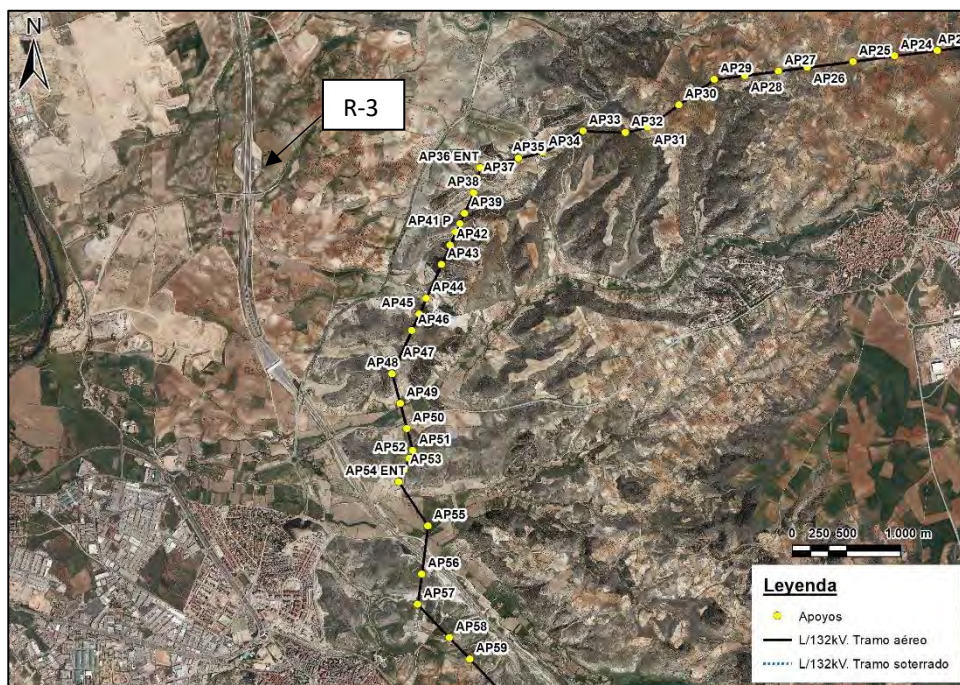 N
R-3
AP2
AP24
AP25
AP27
AP26
AP29
AP28
AP30
AP33
AP32
AP31
AP34
AP35
AP36 ENT
AP37
AP38
AP39
AP41 P
AP42
AP43
AP44
AP45
AP46
AP47
AP48
AP49
AP50
AP51
AP52
AP53
AP54 ENT
AP55
AP56
AP57
AP58
AP59
0 250 500 1.000 m
Leyenda
Apoyos
L/132kV. Tramo aéreo
L/132kV. Tramo soterrado